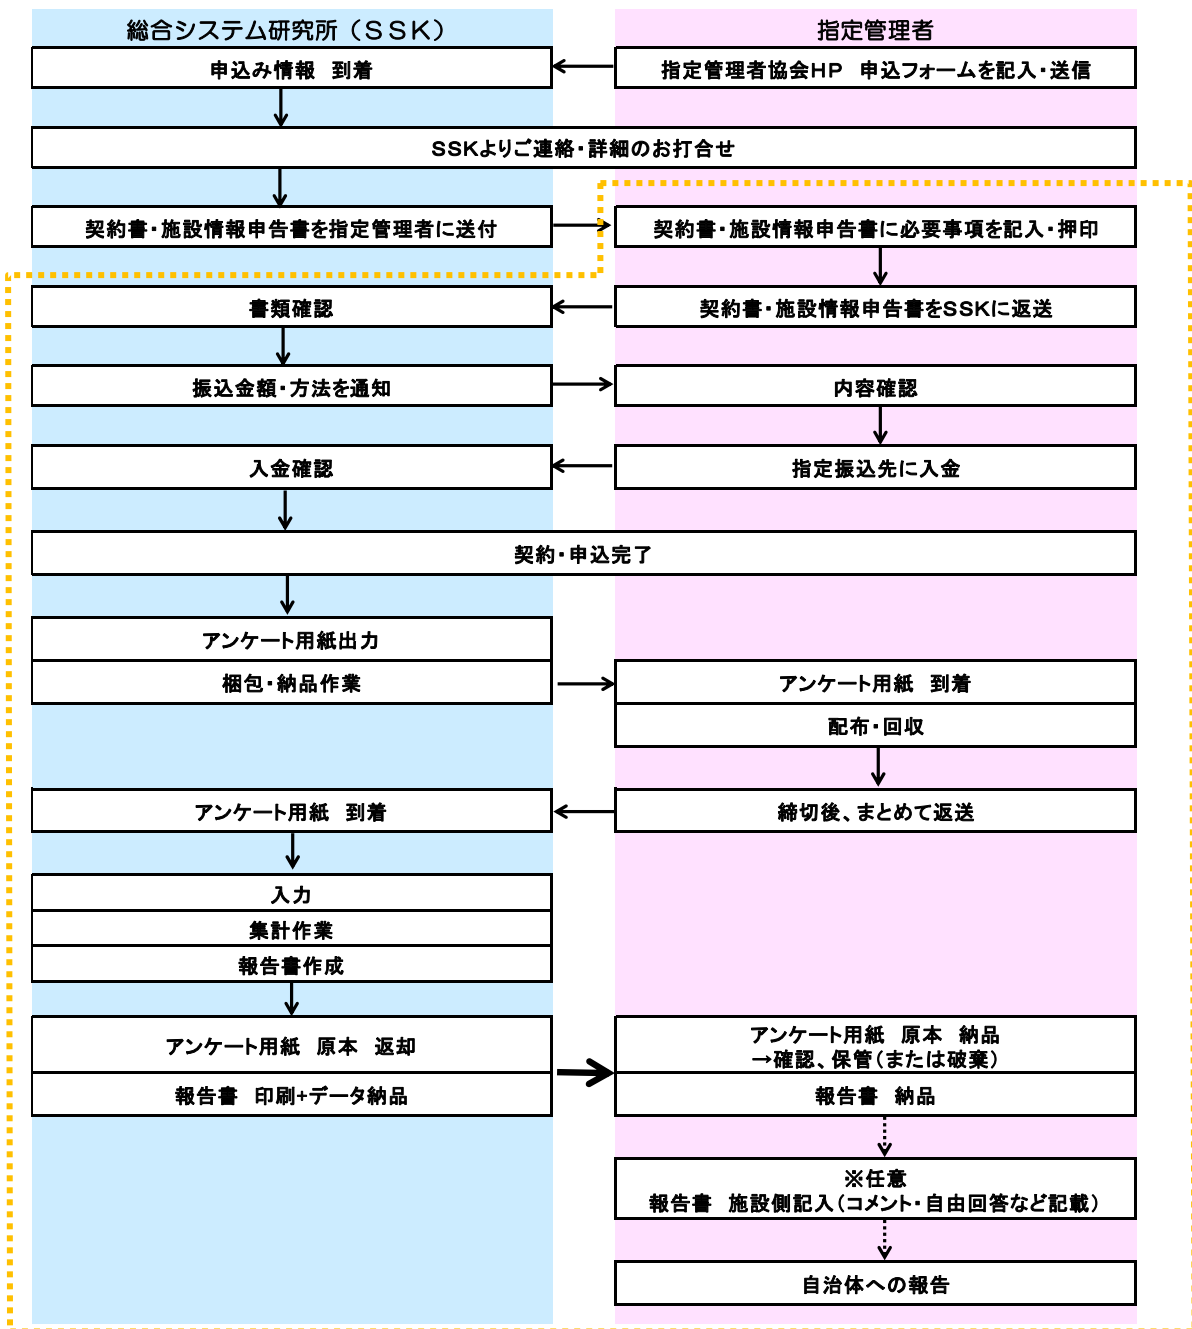 総合システム研究所（ＳＳＫ）
指定管理者
申込み情報　到着
指定管理者協会HP　申込フォームを記入・送信
SSKよりご連絡・詳細のお打合せ
契約書・施設情報申告書を指定管理者に送付
契約書・施設情報申告書に必要事項を記入・押印
書類確認
契約書・施設情報申告書をSSKに返送
振込金額・方法を通知
内容確認
入金確認
指定振込先に入金
契約・申込完了
アンケート用紙出力
梱包・納品作業
アンケート用紙　到着
配布・回収
アンケート用紙　到着
締切後、まとめて返送
入力
集計作業
報告書作成
アンケート用紙　原本　返却
アンケート用紙　原本　納品
→確認、保管（または破棄）
報告書　印刷+データ納品
報告書　納品
※任意
報告書　施設側記入（コメント・自由回答など記載）
自治体への報告